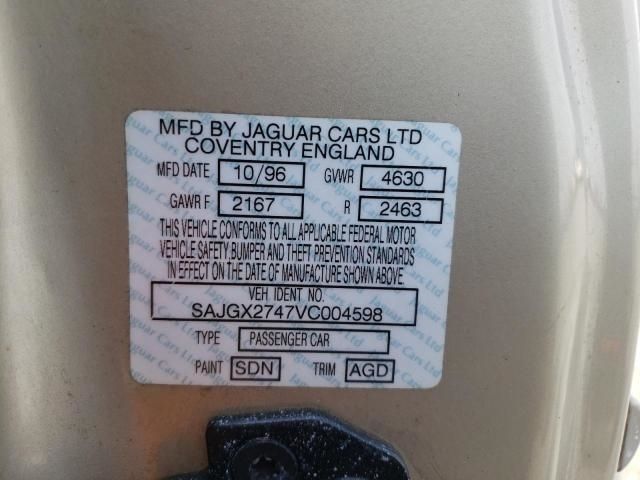 MFD BY JAGUAR CARS LTD
COVENTRY ENGLAND
MFD DATE 10/96 GVWR 4630
GAWR F 2167 R 2463
THIS VEHICLE CONFORMS TO ALL APPLICABLE FEDERAL MOTOR
VEHICLE SAFETY, BUMPER AND THEFT PREVENTION STANDARDS
IN EFFECT ON THE DATE OF MANUFACTURE SHOWN ABOVE.
VEH IDENT NO.
SAJGX2747VC004598
TYPE PASSENGER CAR
PAINT SDN TRIM AGD